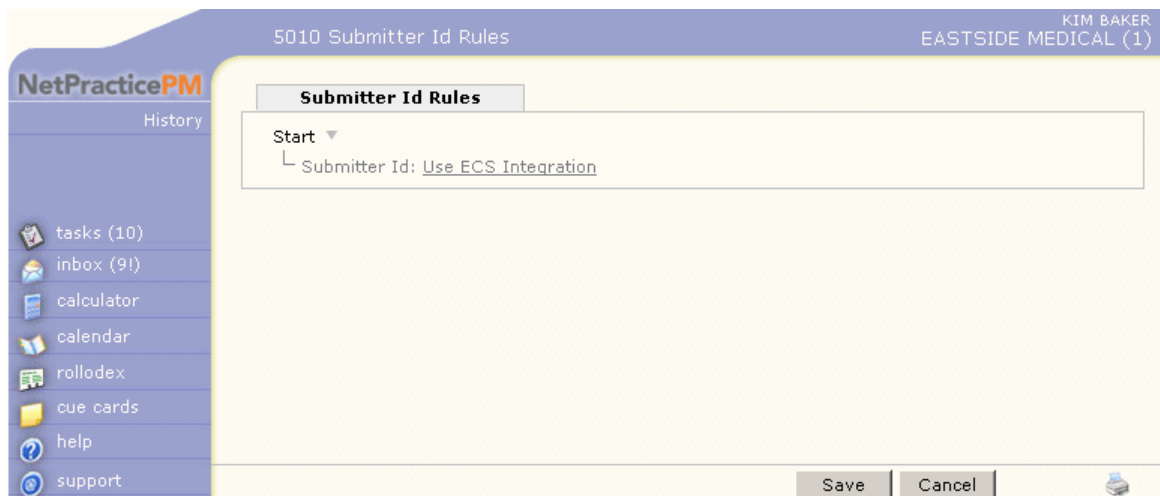 KIM BAKER
5010 Submitter Id Rules
EASTSIDE MEDICAL (1)
NetPracticePM
History
Submitter Id Rules
Start
Submitter Id: Use ECS Integration
tasks (10)
inbox (9!)
calculator
calendar
rollodex
cue cards
help
support
Save
Cancel